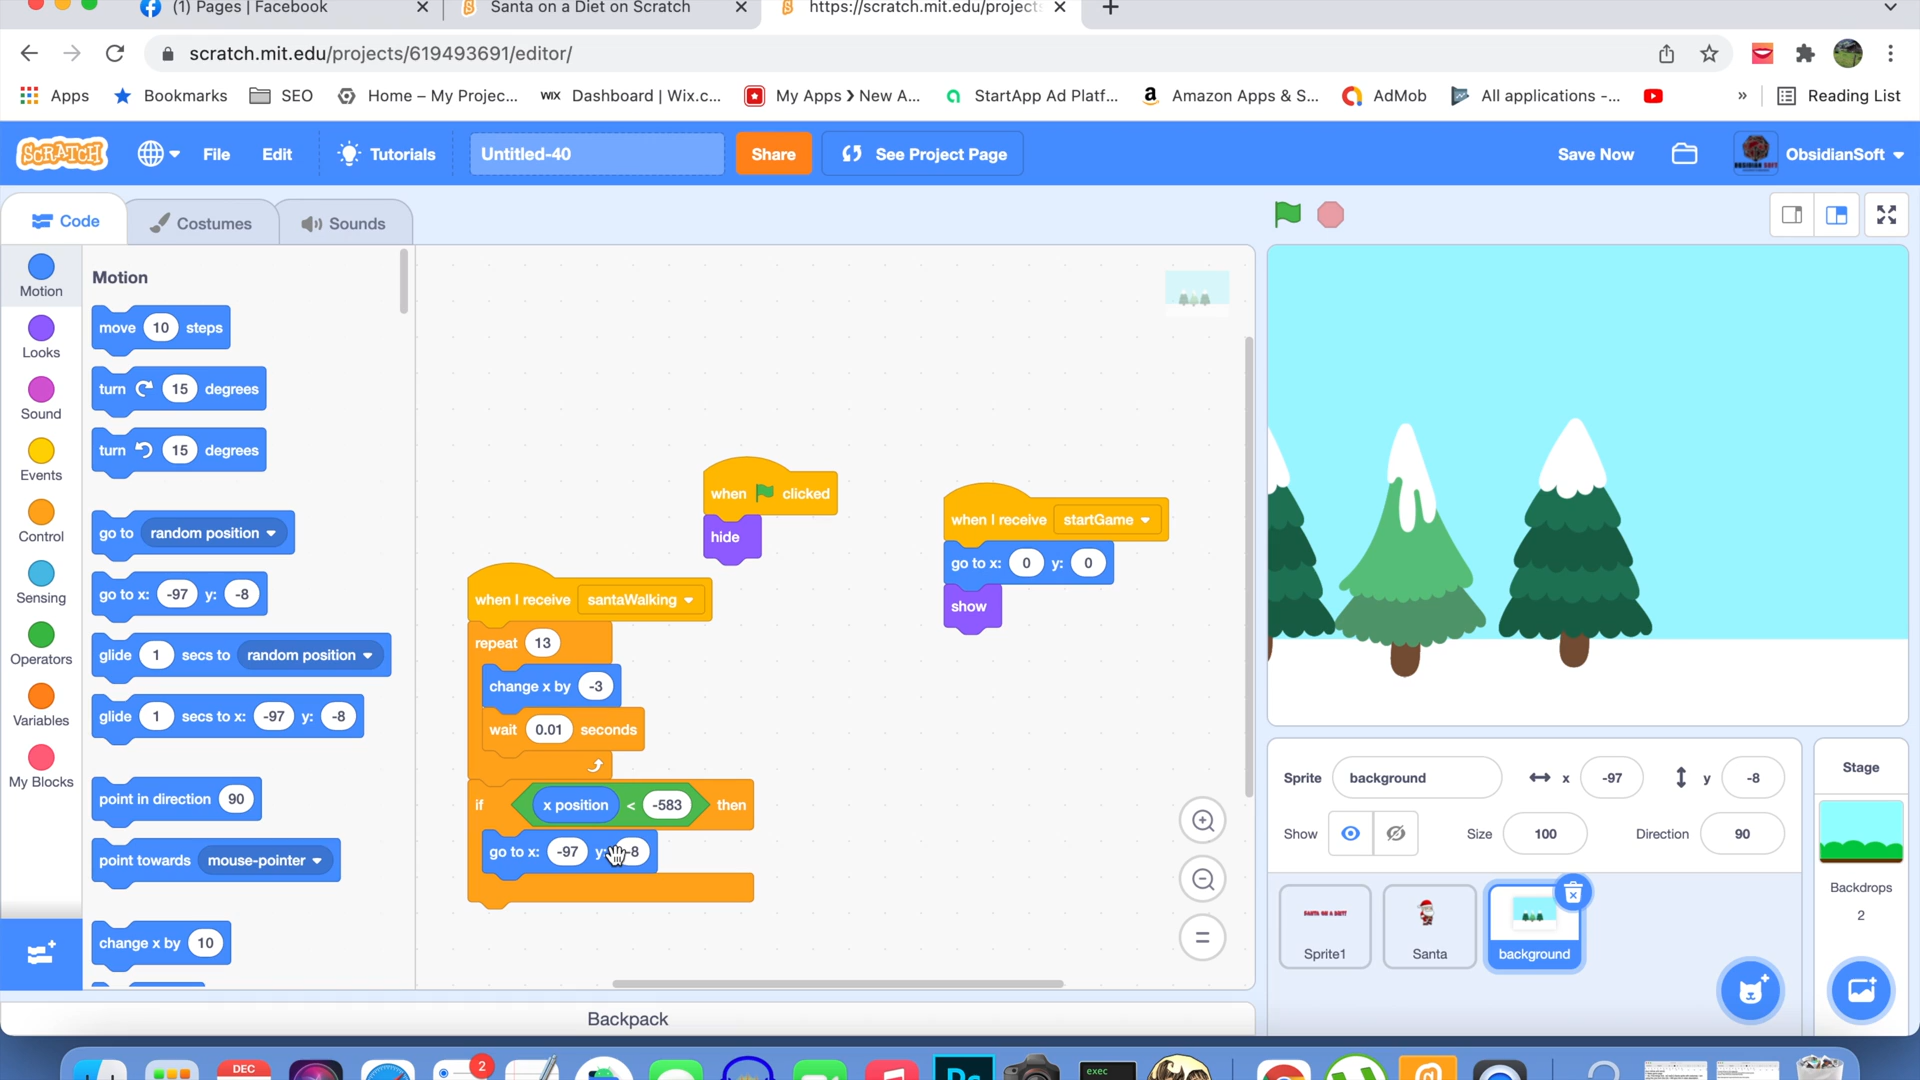 (1) Pages | Facebook
Santa on a Diet on Scratch
https://scratch.mit.edu/project
scratch.mit.edu/projects/619493691/editor/
Apps
Bookmarks
SEO
Home – My Projec...
WIX Dashboard | Wix.c...
My Apps ❯ New A...
StartApp Ad Platf...
Amazon Apps & S...
AdMob
All applications -...
»
Reading List
SCRATCH
File
Edit
Tutorials
Untitled-40
Share
See Project Page
Save Now
ObsidianSoft
Code
Costumes
Sounds
Motion
Looks
Sound
Events
Control
Sensing
Operators
Variables
My Blocks
Motion
move 10 steps
turn 15 degrees
turn 15 degrees
go to random position
go to x: -97 y: -8
glide 1 secs to random position
glide 1 secs to x: -97 y: -8
point in direction 90
point towards mouse-pointer
change x by 10
when clicked
hide
when I receive startGame
go to x: 0 y: 0
show
when I receive santaWalking
repeat 13
change x by -3
wait 0.01 seconds
if x position < -583 then
go to x: -97 y: -8
Backpack
Sprite background x -97 y -8
Show Size 100 Direction 90
SANTA ON A DIET!
Sprite1
Santa
background
Stage
Backdrops
2
DEC
2
exec